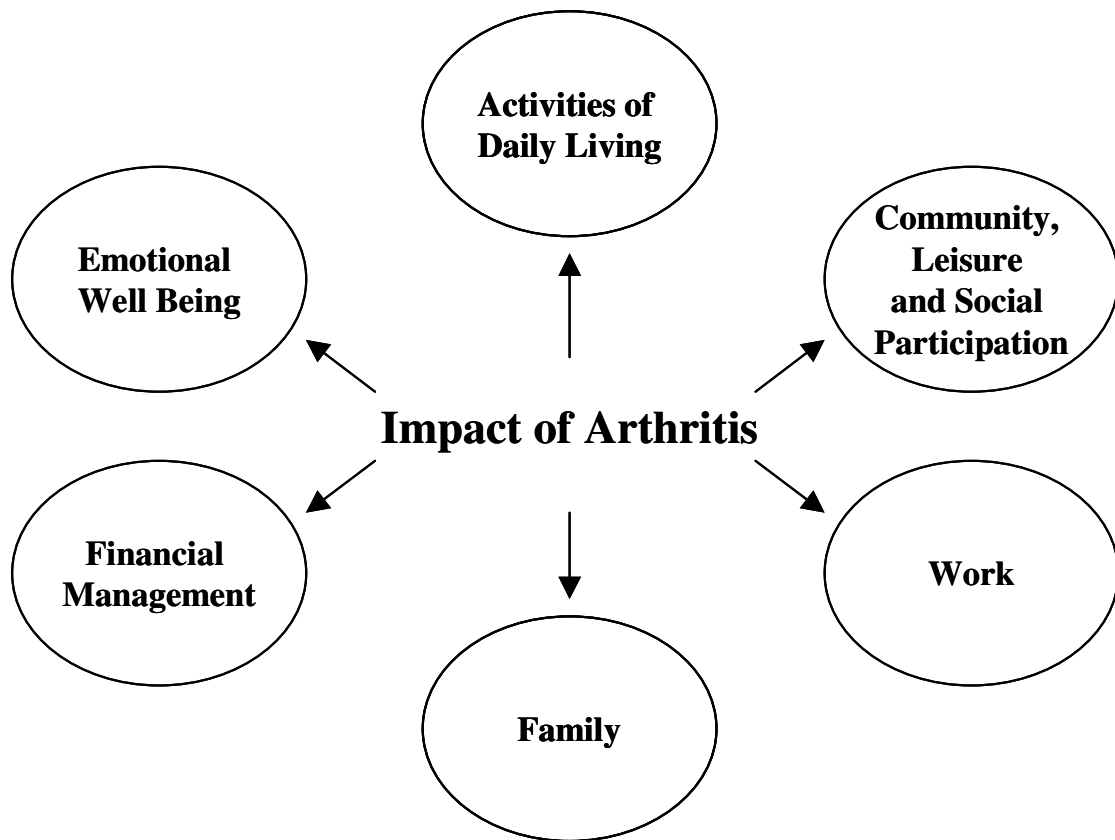 Activities of
Daily Living
Emotional
Well Being
Community,
Leisure
and Social
Participation
Impact of Arthritis
Financial
Management
Work
Family